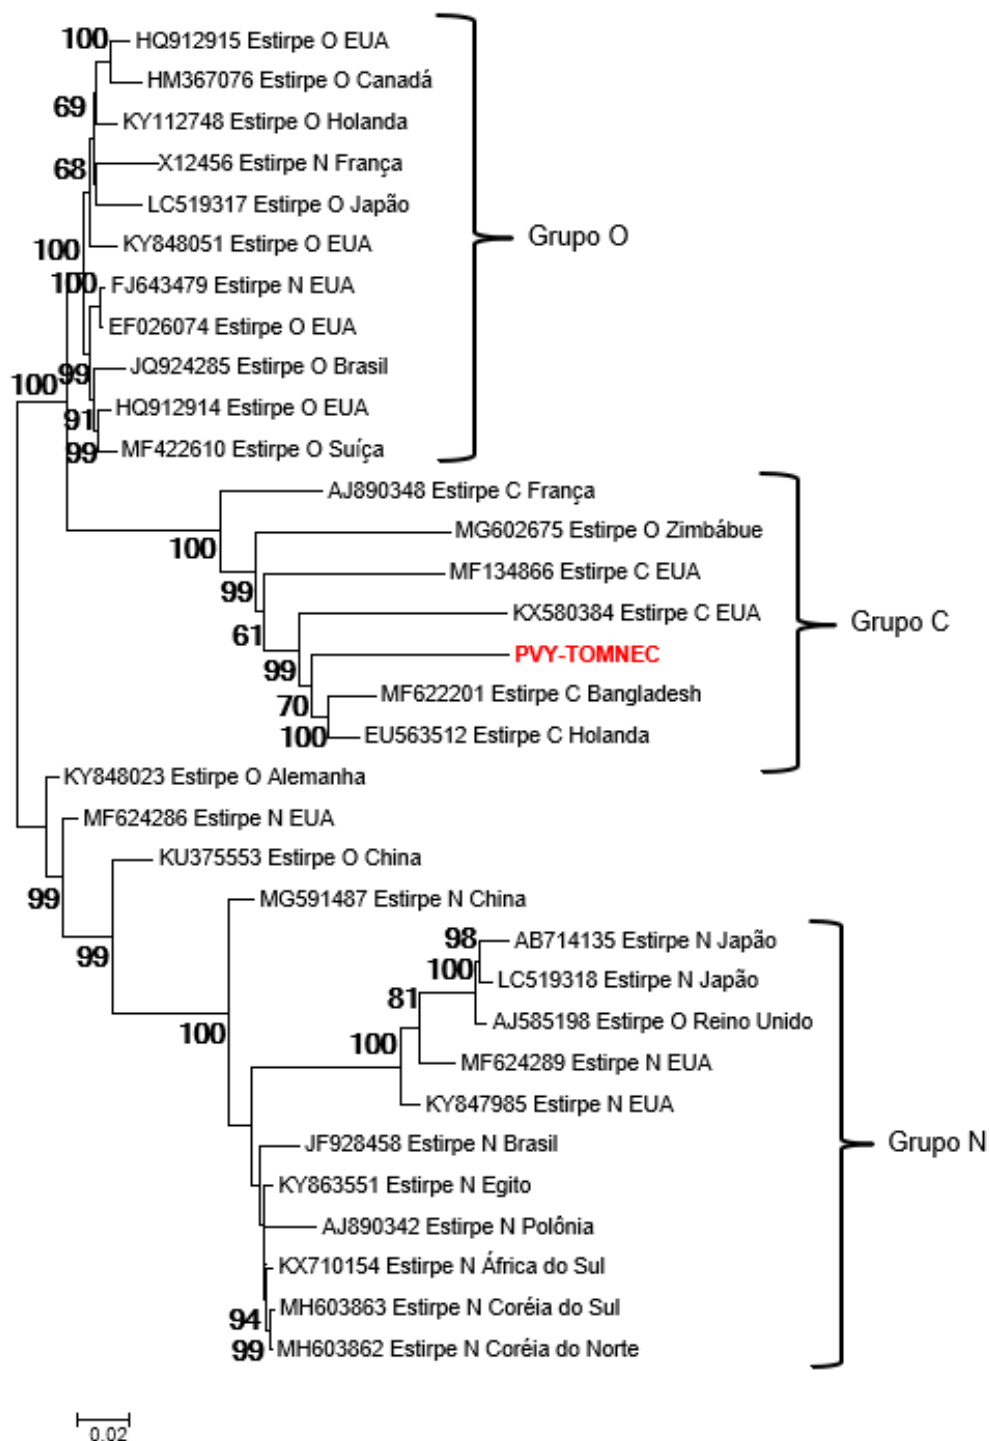 100
HQ912915 Estirpe O EUA
HM367076 Estirpe O Canadá
69
KY112748 Estirpe O Holanda
68
X12456 Estirpe N França
LC519317 Estirpe O Japão
100
KY848051 Estirpe O EUA
Grupo O
100
FJ643479 Estirpe N EUA
EF026074 Estirpe O EUA
100
99
JQ924285 Estirpe O Brasil
91
HQ912914 Estirpe O EUA
99
MF422610 Estirpe O Suíça
AJ890348 Estirpe C França
100
MG602675 Estirpe O Zimbábue
99
MF134866 Estirpe C EUA
61
KX580384 Estirpe C EUA
Grupo C
99
PVY-TOMNEC
70
MF622201 Estirpe C Bangladesh
100
EU563512 Estirpe C Holanda
KY848023 Estirpe O Alemanha
MF624286 Estirpe N EUA
KU375553 Estirpe O China
99
MG591487 Estirpe N China
99
98
AB714135 Estirpe N Japão
100
LC519318 Estirpe N Japão
81
AJ585198 Estirpe O Reino Unido
100
100
MF624289 Estirpe N EUA
KY847985 Estirpe N EUA
JF928458 Estirpe N Brasil
Grupo N
KY863551 Estirpe N Egito
AJ890342 Estirpe N Polônia
KX710154 Estirpe N África do Sul
94
MH603863 Estirpe N Coréia do Sul
99
MH603862 Estirpe N Coréia do Norte
0.02